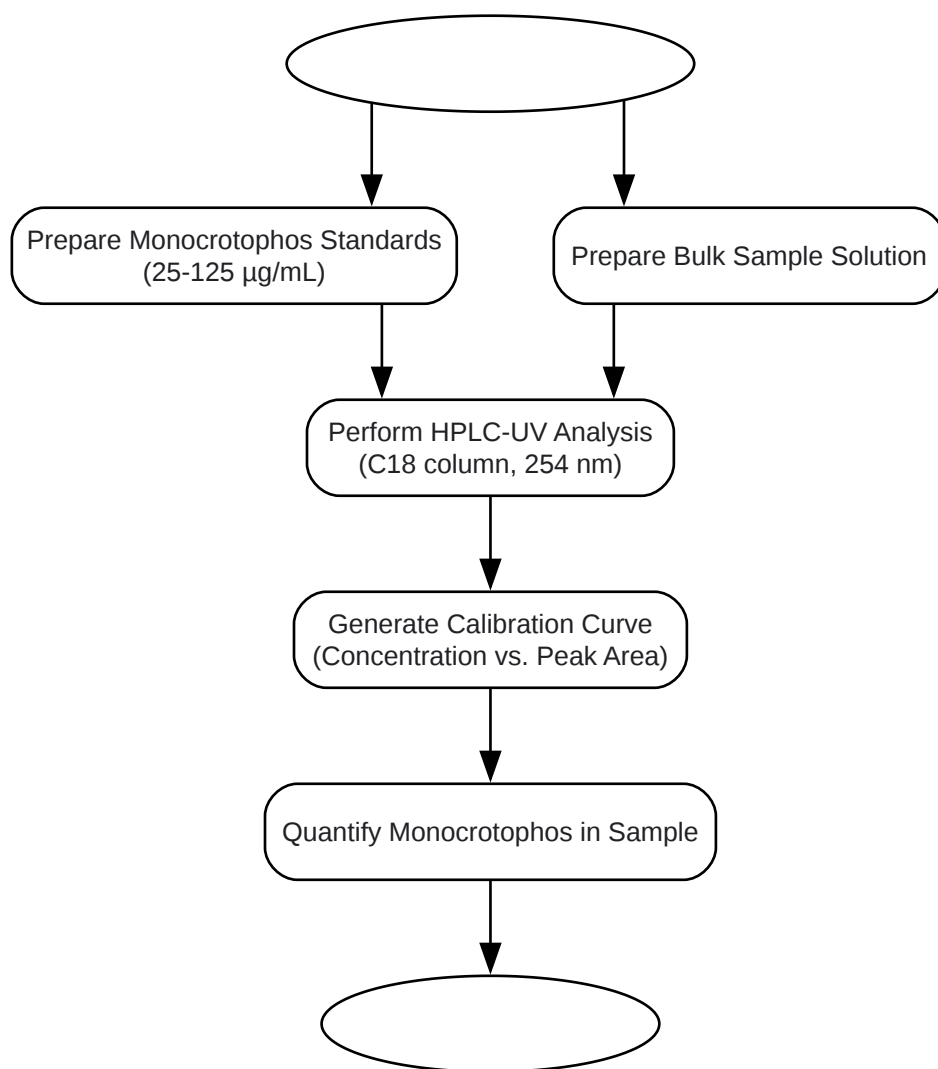 Prepare Monocrotophos Standards
(25-125 µg/mL)
Prepare Bulk Sample Solution
Perform HPLC-UV Analysis
(C18 column, 254 nm)
Generate Calibration Curve
(Concentration vs. Peak Area)
Quantify Monocrotophos in Sample